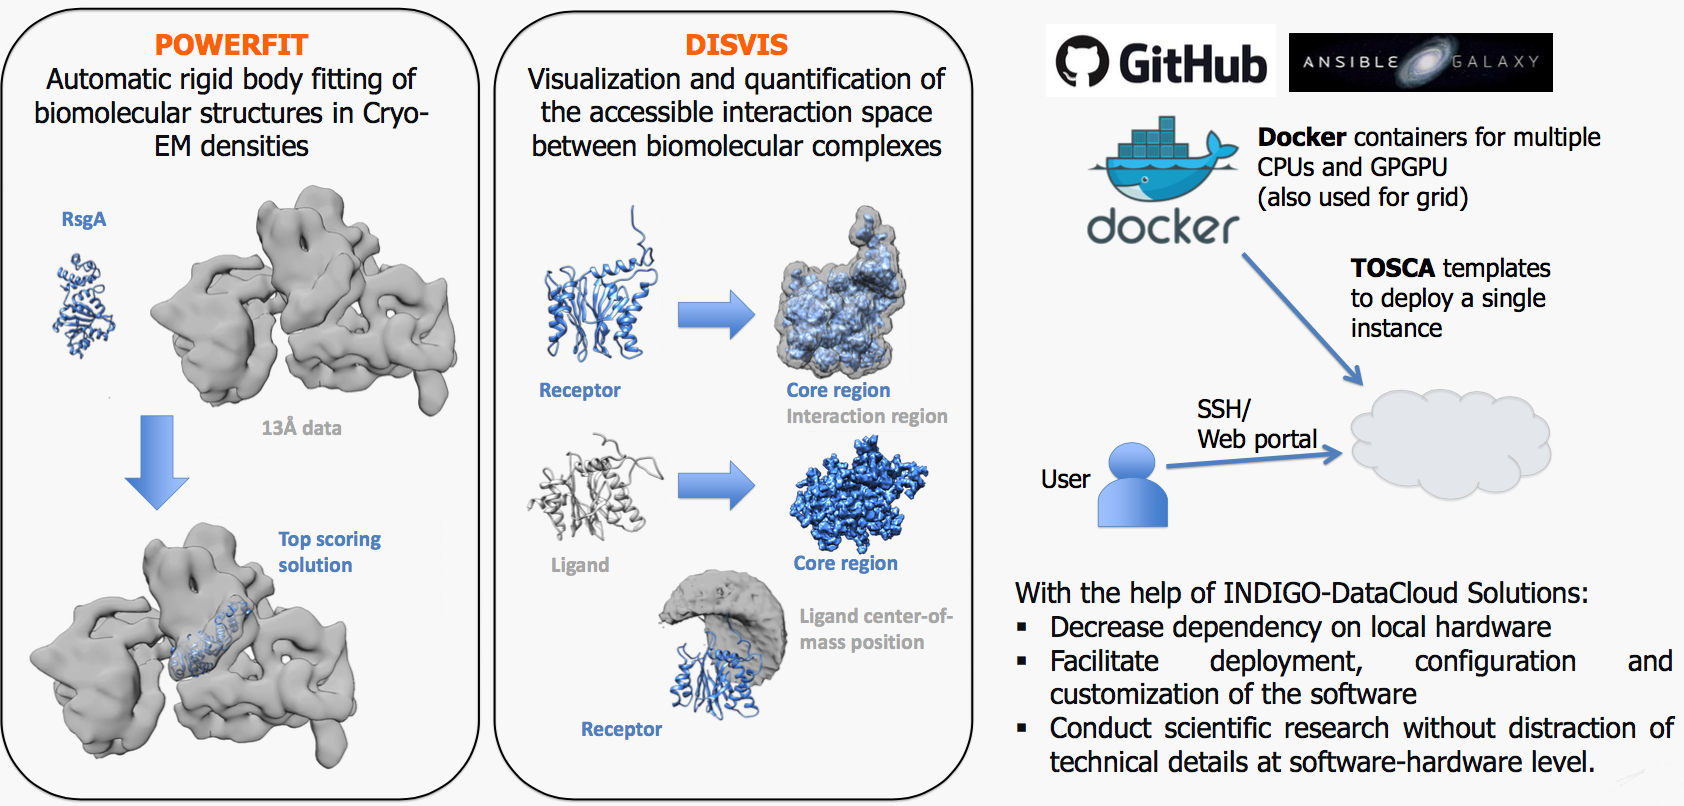 POWERFIT
Automatic rigid body fitting of
biomolecular structures in Cryo-
EM densities
RsgA
13Å data
Top scoring
solution
DISVIS
Visualization and quantification of
the accessible interaction space
between biomolecular complexes
Receptor
Core region
Interaction region
Ligand
Core region
Ligand center-of-
mass position
Receptor
GitHub
ANSIBLE GALAXY
docker
Docker containers for multiple
CPUs and GPGPU
(also used for grid)
TOSCA templates
to deploy a single
instance
SSH/
Web portal
User
With the help of INDIGO-DataCloud Solutions:
▪ Decrease dependency on local hardware
▪ Facilitate deployment, configuration and
customization of the software
▪ Conduct scientific research without distraction of
technical details at software-hardware level.